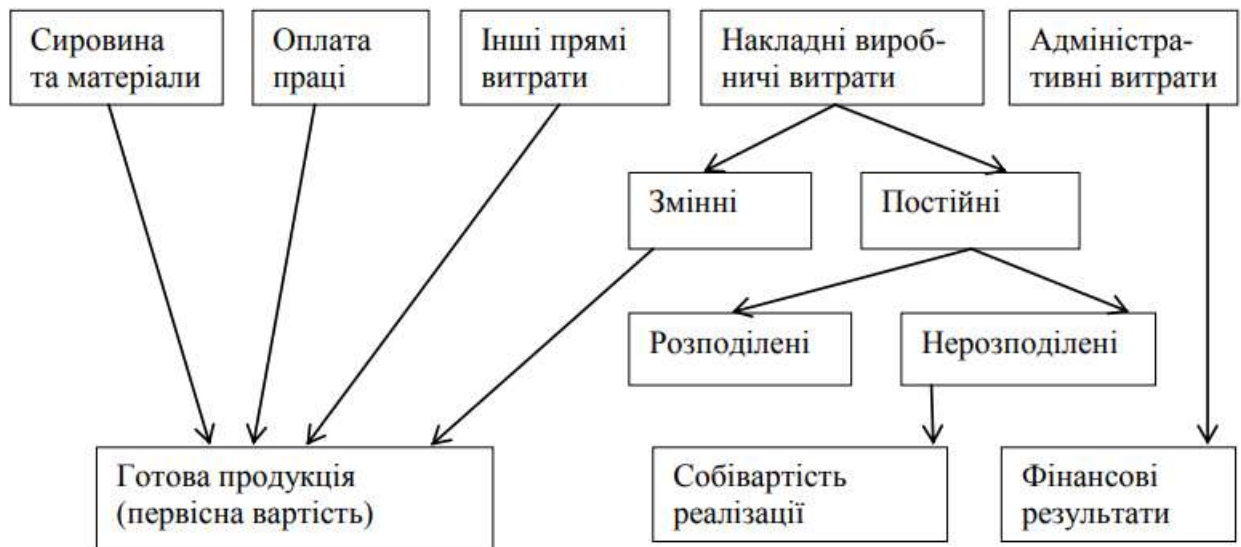 Сировина
та матеріали
Оплата
праці
Інші прямі
витрати
Накладні вироб-
ничі витрати
Адміністра-
тивні витрати
Змінні
Постійні
Розподілені
Нерозподілені
Готова продукція
(первісна вартість)
Собівартість
реалізації
Фінансові
результати